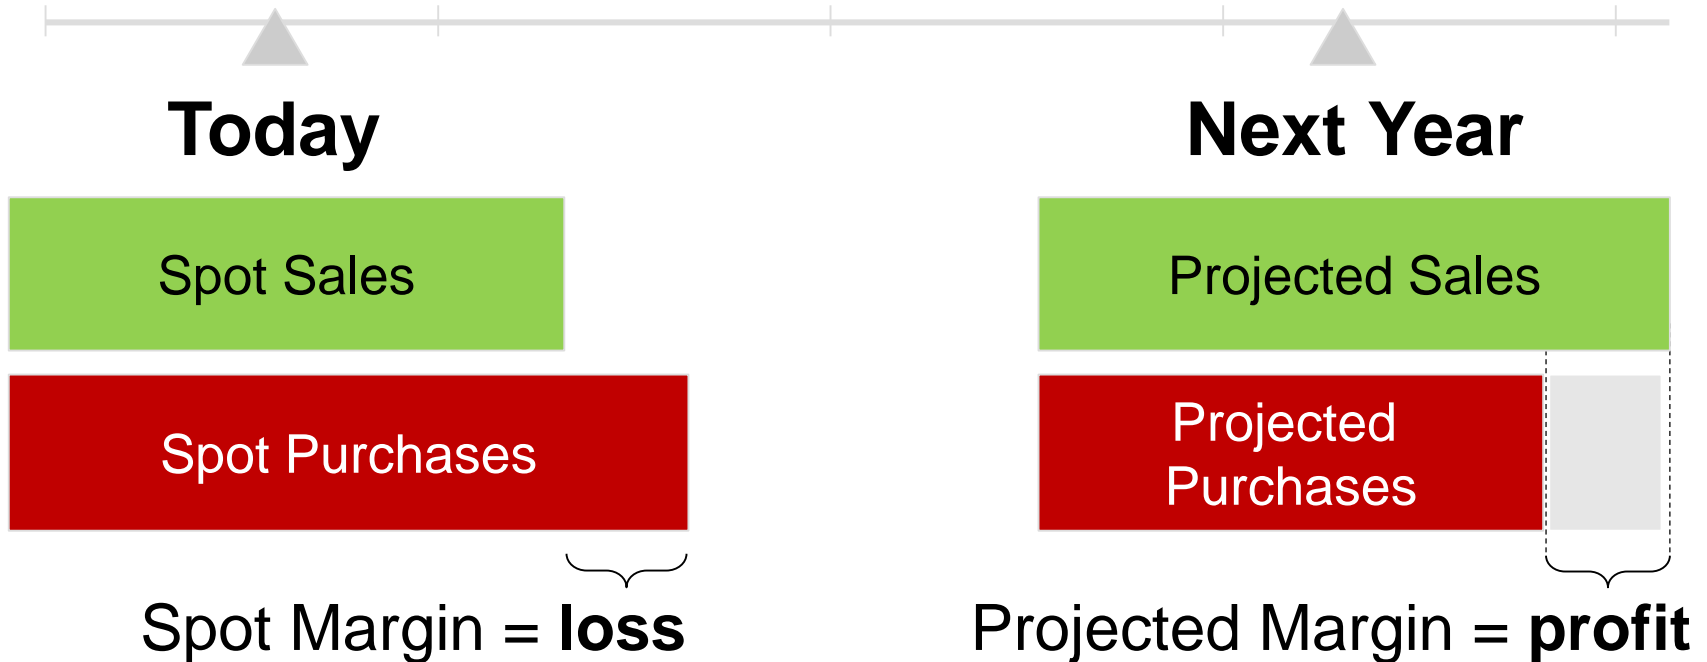 Today
Next Year
Spot Sales
Projected Sales
Spot Purchases
Projected
Purchases
Spot Margin = loss
Projected Margin = profit